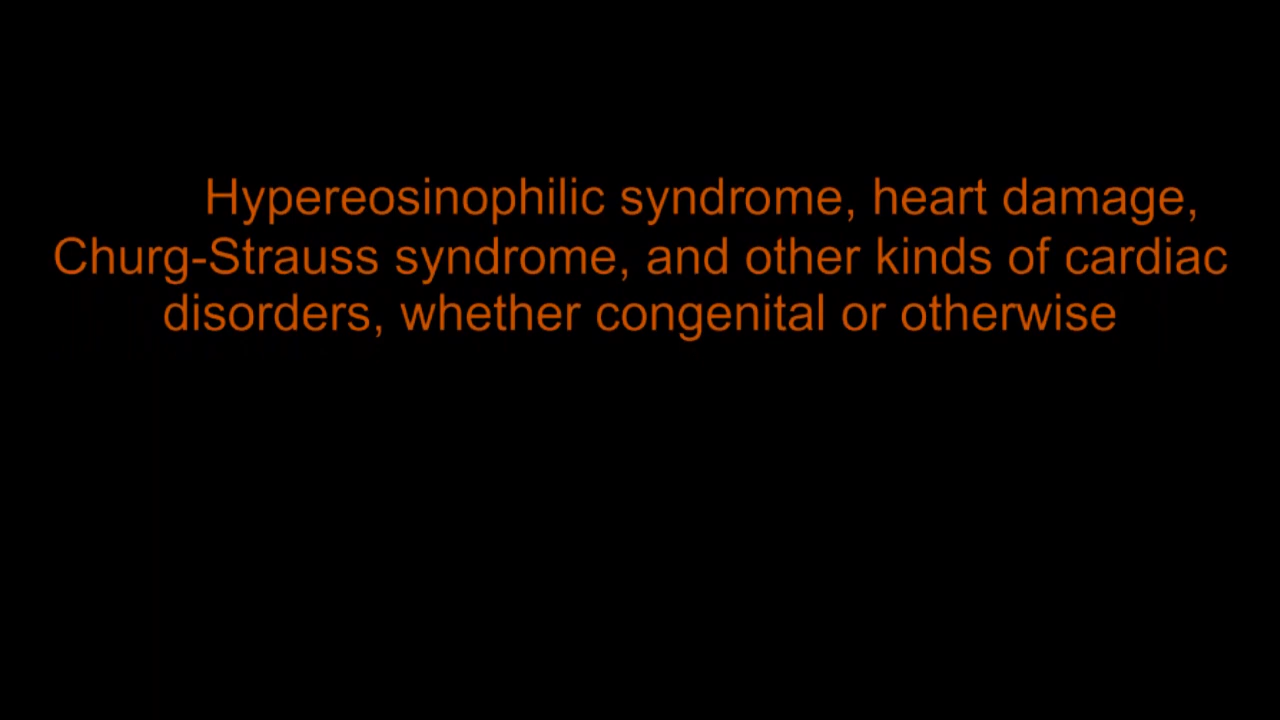 Hypereosinophilic syndrome, heart damage,
Churg-Strauss syndrome, and other kinds of cardiac
disorders, whether congenital or otherwise